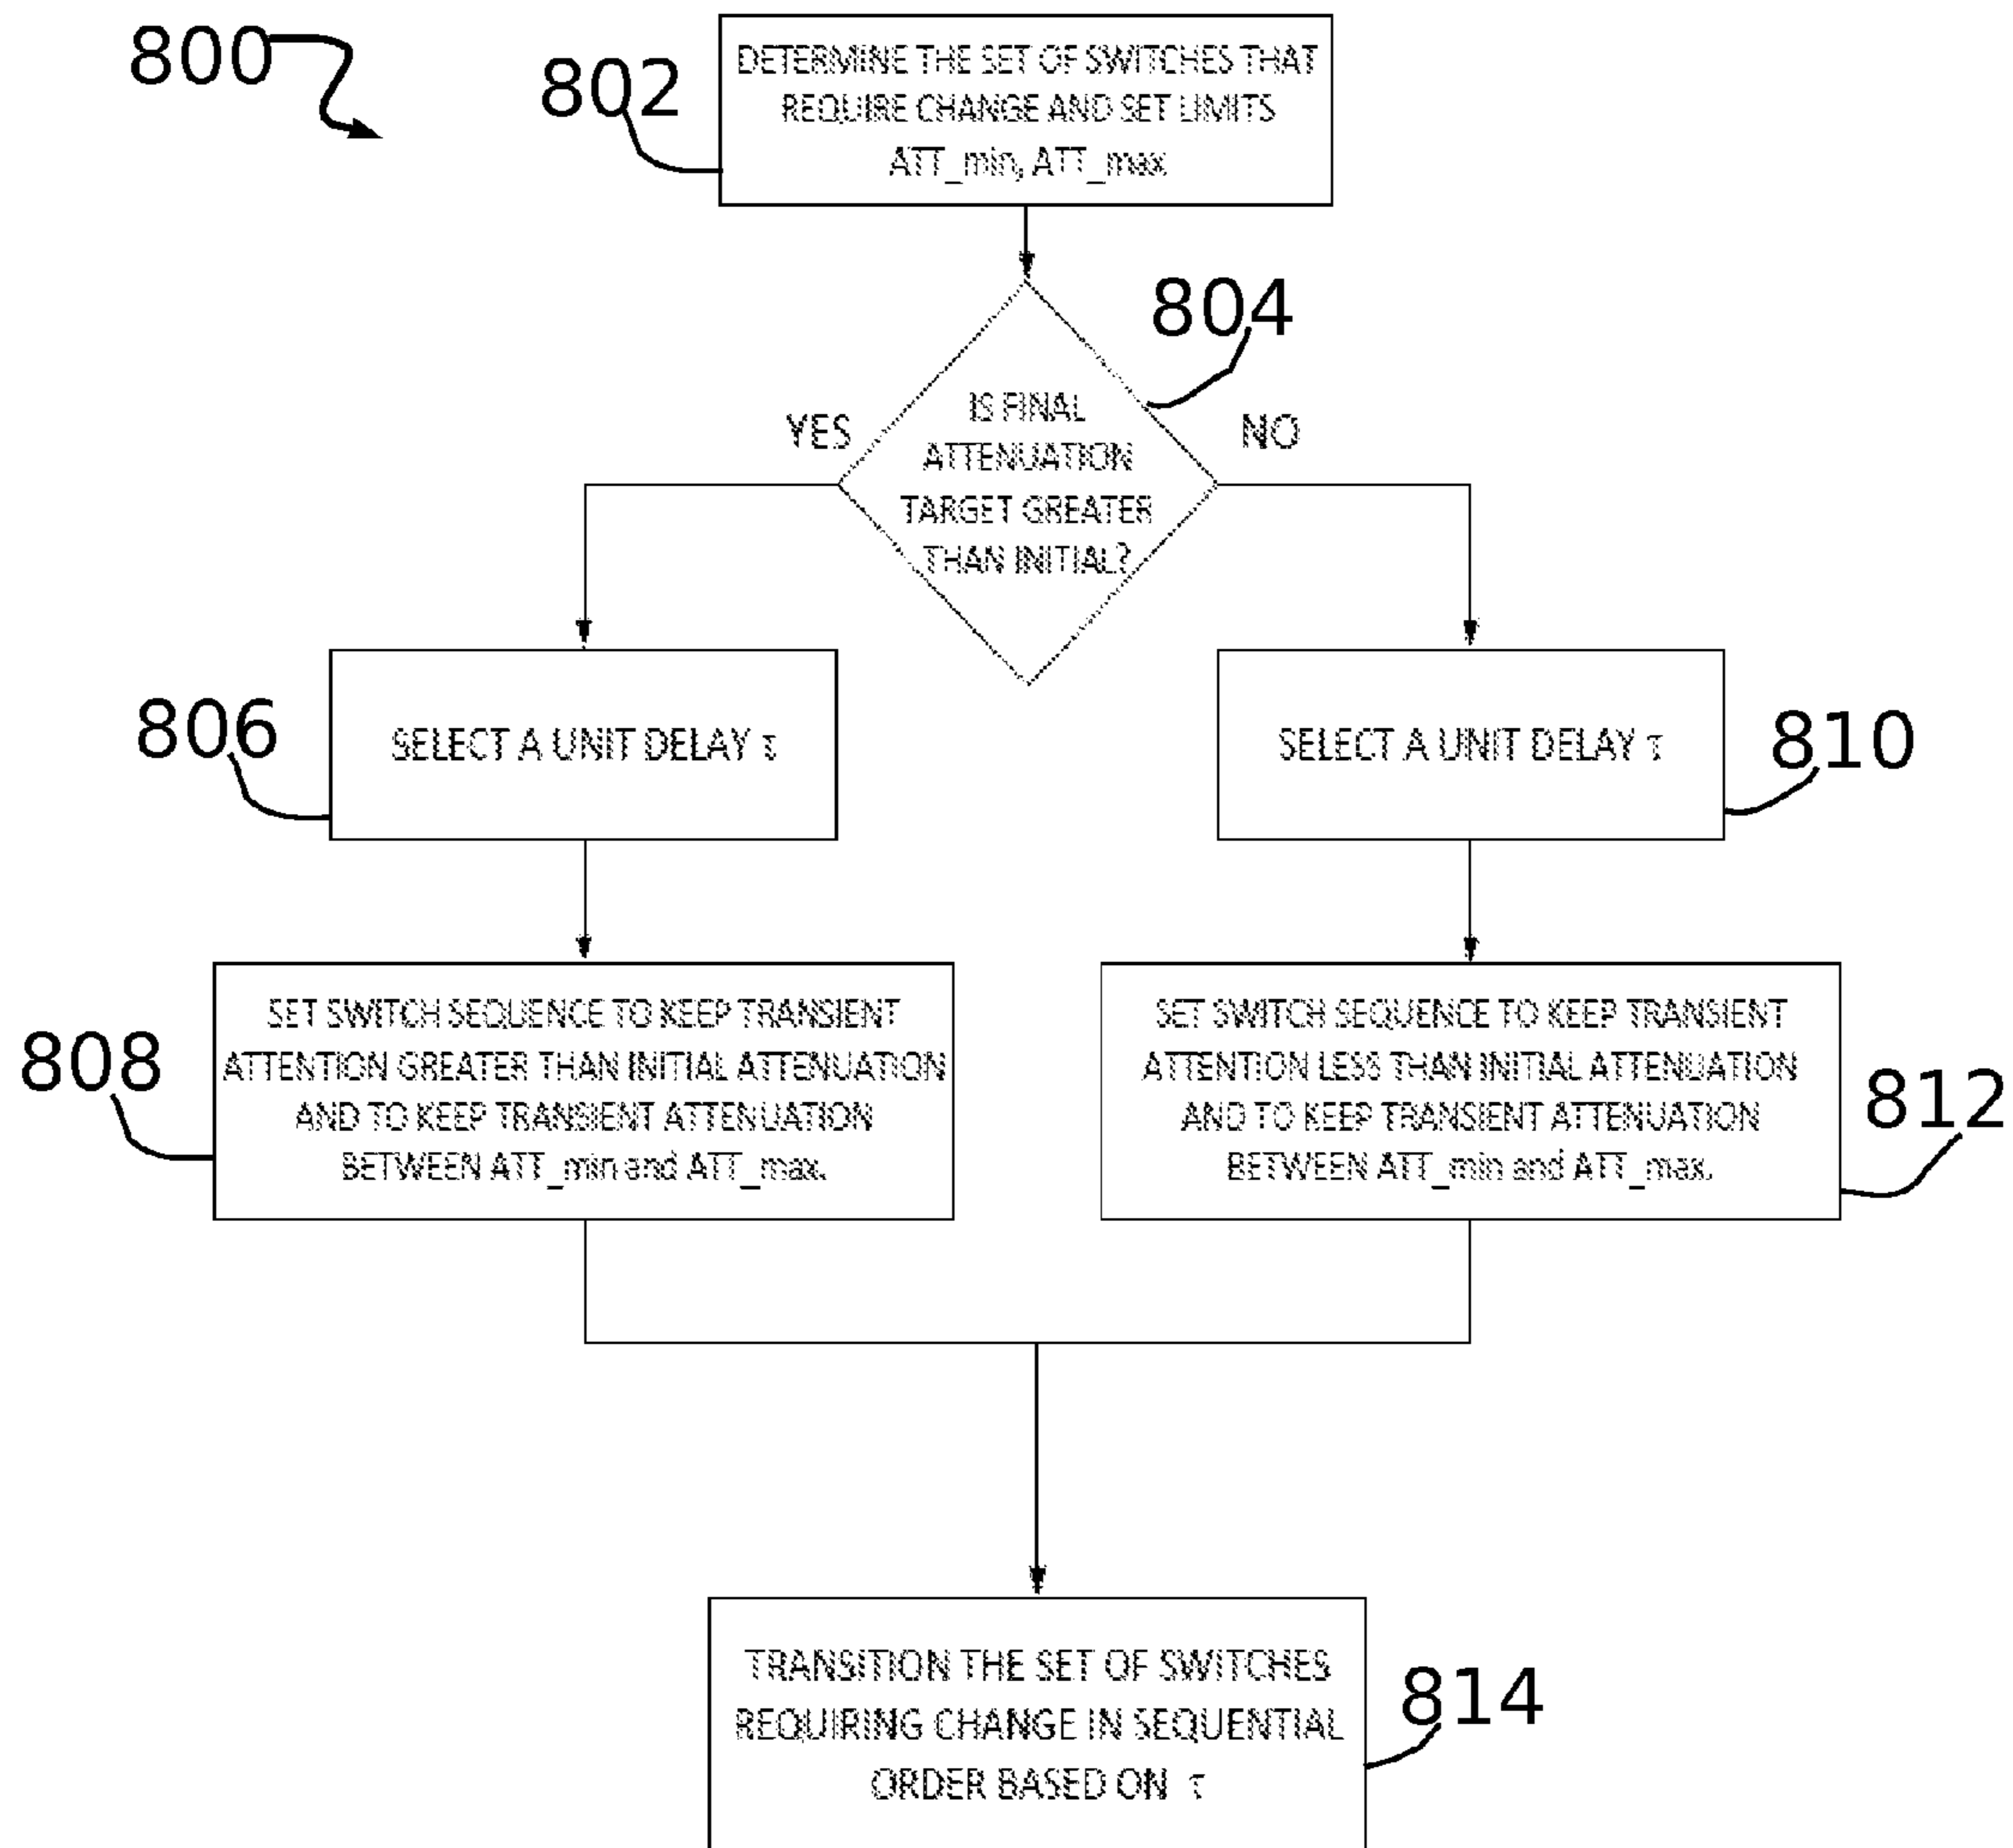 800
802
DETERMINE THE SET OF SWITCHES THAT
REQUIRE CHANGE AND SET LIMITS
ATT_min, ATT_max
804
IS FINAL
ATTENUATION
TARGET GREATER
THAN INITIAL?
YES
NO
806
SELECT A UNIT DELAY τ
SELECT A UNIT DELAY τ
810
808
SET SWITCH SEQUENCE TO KEEP TRANSIENT
ATTENTION GREATER THAN INITIAL ATTENUATION
AND TO KEEP TRANSIENT ATTENUATION
BETWEEN ATT_min and ATT_max.
SET SWITCH SEQUENCE TO KEEP TRANSIENT
ATTENTION LESS THAN INITIAL ATTENUATION
AND TO KEEP TRANSIENT ATTENUATION
BETWEEN ATT_min and ATT_max.
812
TRANSITION THE SET OF SWITCHES
REQUIRING CHANGE IN SEQUENTIAL
ORDER BASED ON τ
814